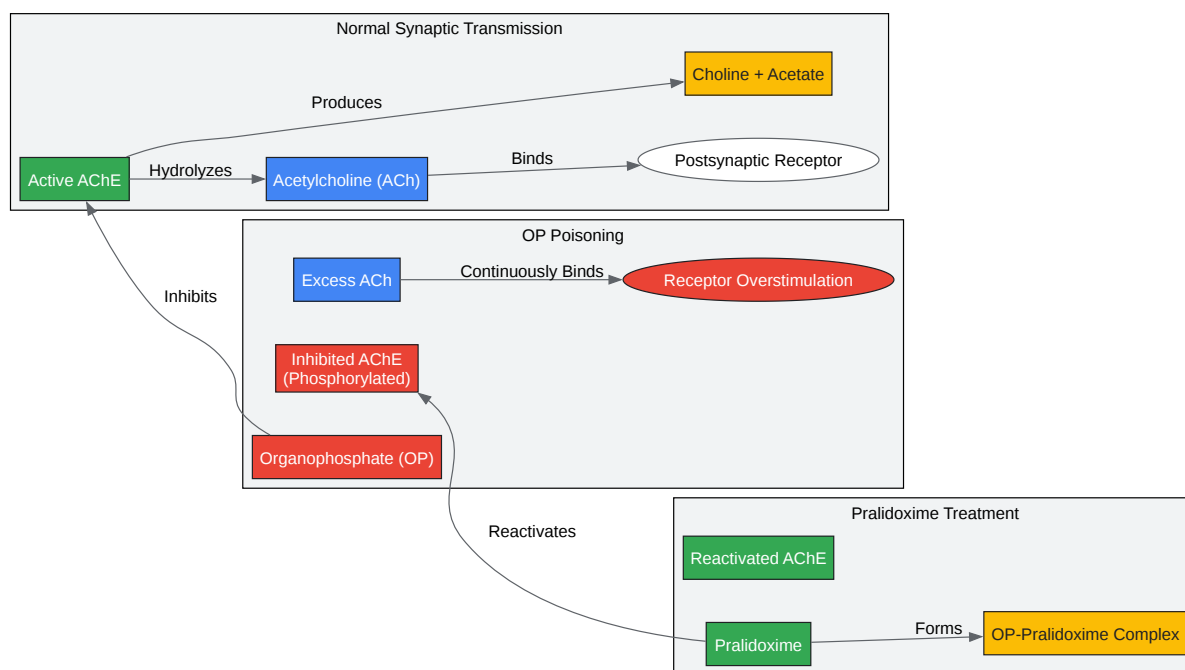 Normal Synaptic Transmission
Choline + Acetate
Produces
Active AChE
Hydrolyzes
Acetylcholine (ACh)
Binds
Postsynaptic Receptor
OP Poisoning
Excess ACh
Continuously Binds
Receptor Overstimulation
Inhibits
Inhibited AChE
(Phosphorylated)
Organophosphate (OP)
Reactivates
Pralidoxime Treatment
Reactivated AChE
Pralidoxime
Forms
OP-Pralidoxime Complex